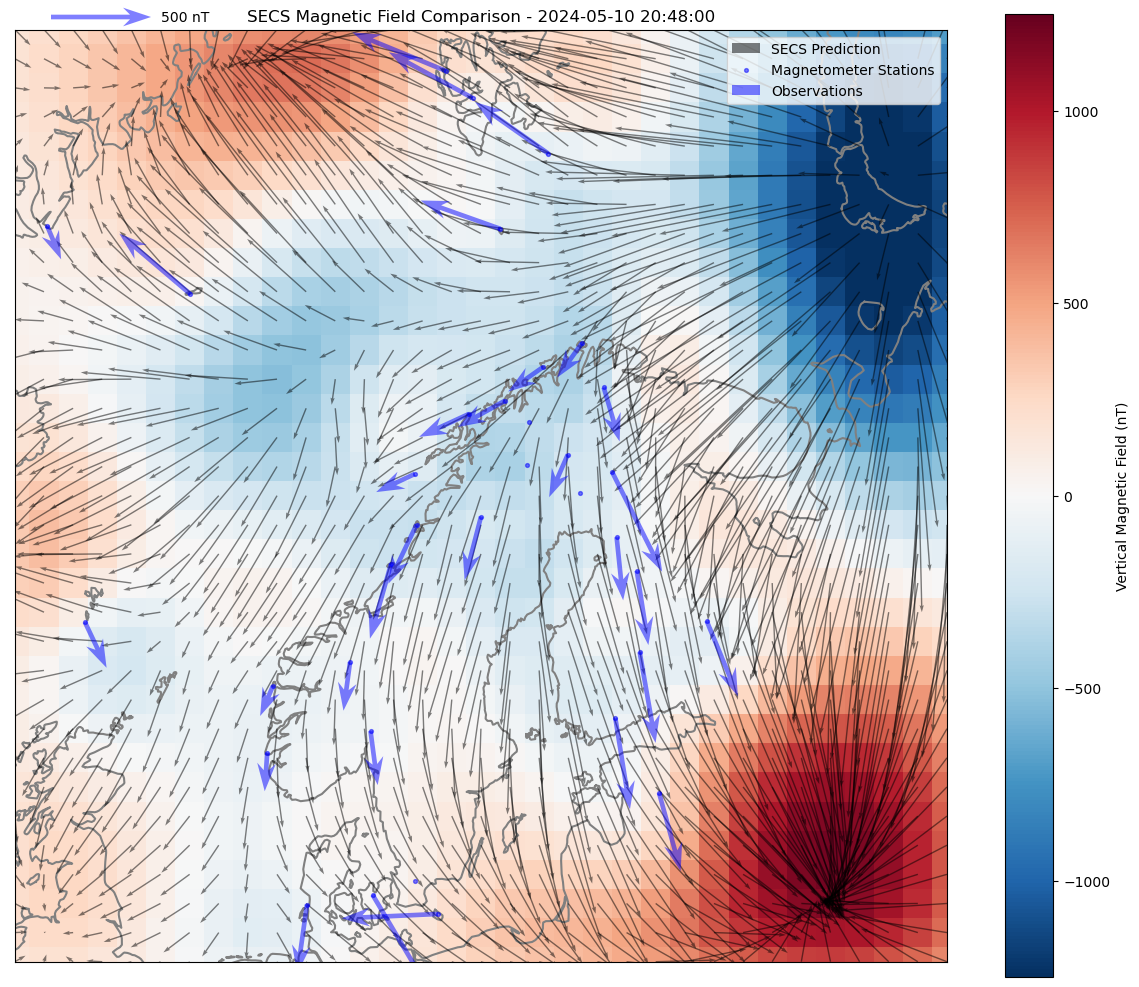 500 nT
SECS Magnetic Field Comparison - 2024-05-10 20:48:00
SECS Prediction
Magnetometer Stations
Observations
1000
500
0
−500
−1000
Vertical Magnetic Field (nT)